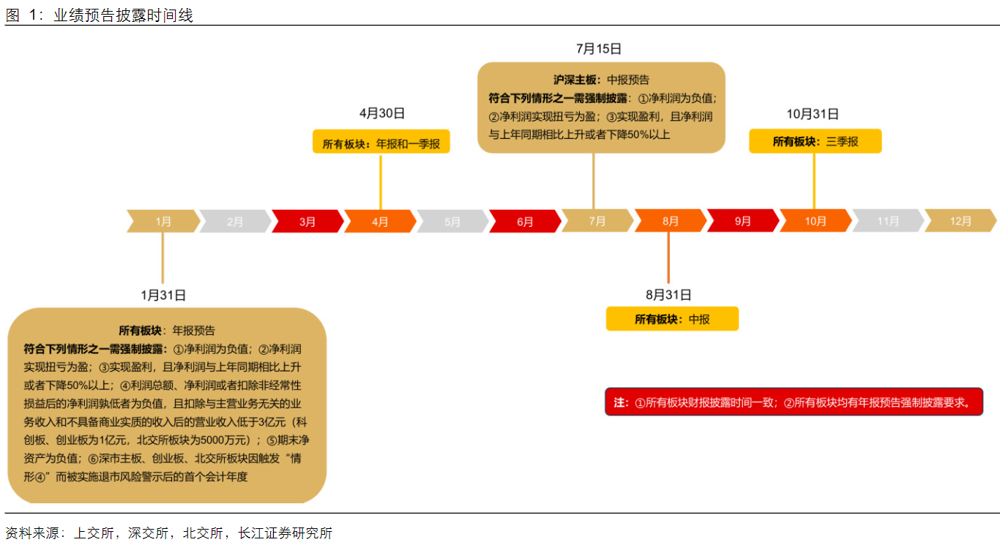 图 1：业绩预告披露时间线
7月15日
沪深主板：中报预告
符合下列情形之一需强制披露：①净利润为负值；
②净利润实现扭亏为盈；③实现盈利，且净利润
与上年同期相比上升或者下降50%以上
4月30日
所有板块：年报和一季报
10月31日
所有板块：三季报
1月
2月
3月
4月
5月
6月
7月
8月
9月
10月
11月
12月
1月31日
所有板块：年报预告
符合下列情形之一需强制披露：①净利润为负值；②净利润
实现扭亏为盈；③实现盈利，且净利润与上年同期相比上升
或者下降50%以上；④利润总额、净利润或者扣除非经常性
损益后的净利润孰低者为负值，且扣除与主营业务无关的业
务收入和不具备商业实质的收入后的营业收入低于3亿元（科
创板、创业板为1亿元，北交所板块为5000万元）；⑤期末净
资产为负值；⑥深市主板、创业板、北交所板块因触发“情
形④”而被实施退市风险警示后的首个会计年度
8月31日
所有板块：中报
注：①所有板块财报披露时间一致；②所有板块均有年报预告强制披露要求。
资料来源：上交所，深交所，北交所，长江证券研究所